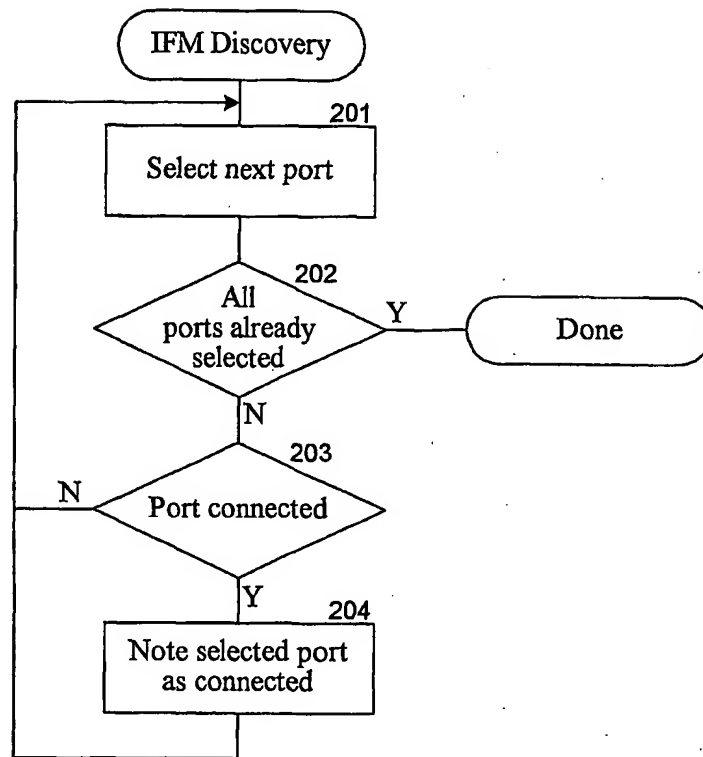 IFM Discovery
201
Select next port
202
All
ports already
selected
Y
Done
N
203
N
Port connected
Y
204
Note selected port
as connected